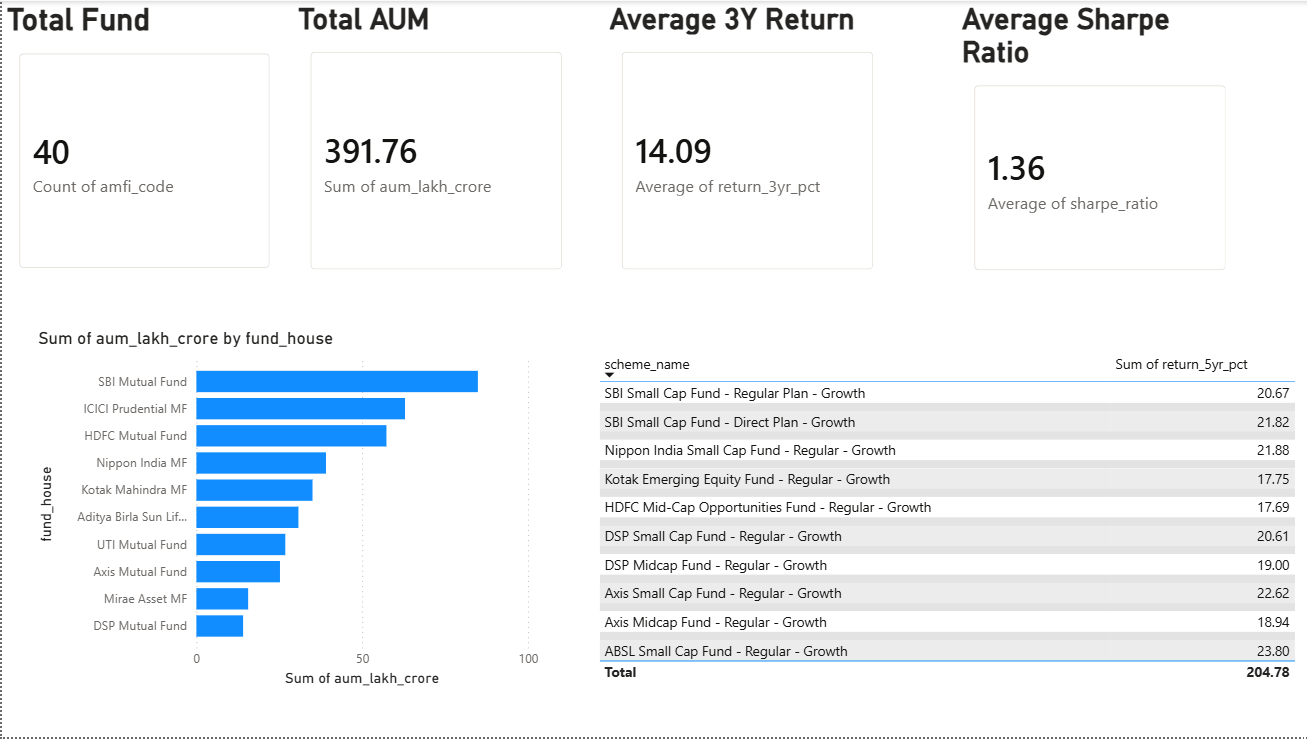 Total Fund
Total AUM
Average 3Y Return
Average Sharpe
Ratio
40
Count of amfi_code
391.76
Sum of aum_lakh_crore
14.09
Average of return_3yr_pct
1.36
Average of sharpe_ratio
Sum of aum_lakh_crore by fund_house
fund_house
SBI Mutual Fund
ICICI Prudential MF
HDFC Mutual Fund
Nippon India MF
Kotak Mahindra MF
Aditya Birla Sun Lif...
UTI Mutual Fund
Axis Mutual Fund
Mirae Asset MF
DSP Mutual Fund
0 50 100
Sum of aum_lakh_crore
scheme_name Sum of return_5yr_pct
SBI Small Cap Fund - Regular Plan - Growth 20.67
SBI Small Cap Fund - Direct Plan - Growth 21.82
Nippon India Small Cap Fund - Regular - Growth 21.88
Kotak Emerging Equity Fund - Regular - Growth 17.75
HDFC Mid-Cap Opportunities Fund - Regular - Growth 17.69
DSP Small Cap Fund - Regular - Growth 20.61
DSP Midcap Fund - Regular - Growth 19.00
Axis Small Cap Fund - Regular - Growth 22.62
Axis Midcap Fund - Regular - Growth 18.94
ABSL Small Cap Fund - Regular - Growth 23.80
Total 204.78